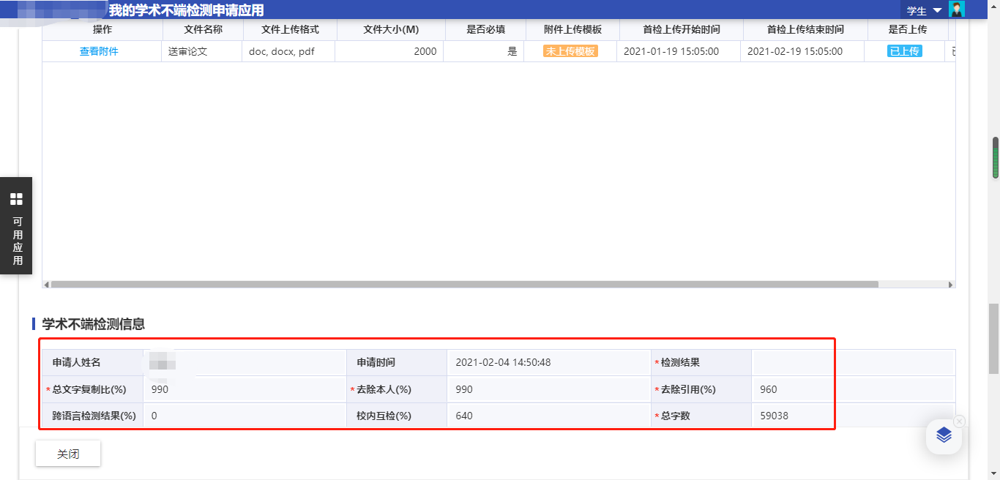 我的学术不端检测申请应用
学生
操作 文件名称 文件上传格式 文件大小(M) 是否必填 附件上传模板 首检上传开始时间 首检上传结束时间 是否上传
查看附件 送审论文 doc, docx, pdf 2000 是 未上传模板 2021-01-19 15:05:00 2021-02-19 15:05:00 已上传
可用应用
学术不端检测信息
申请人姓名 申请时间 2021-02-04 14:50:48 *检测结果
*总文字复制比(%) 990 *去除本人(%) 990 *去除引用(%) 960
跨语言检测结果(%) 0 校内互检(%) 640 *总字数 59038
关闭